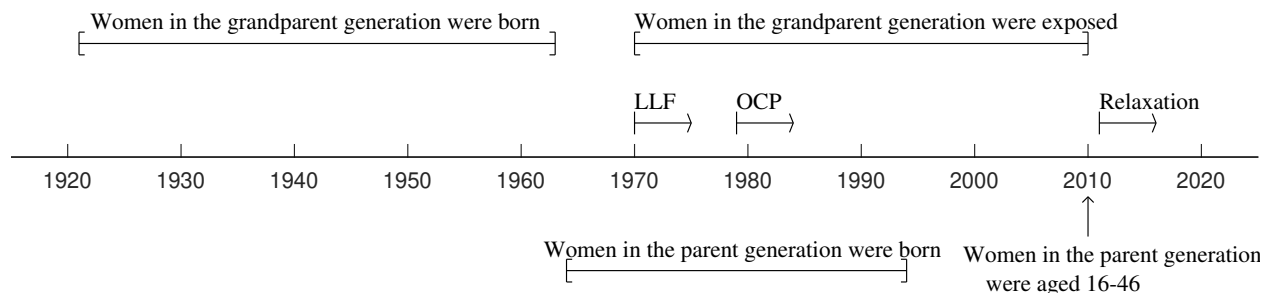 Women in the grandparent generation were born
Women in the grandparent generation were exposed
LLF
OCP
Relaxation
1920
1930
1940
1950
1960
1970
1980
1990
2000
2010
2020
Women in the parent generation were born
Women in the parent generation
were aged 16-46